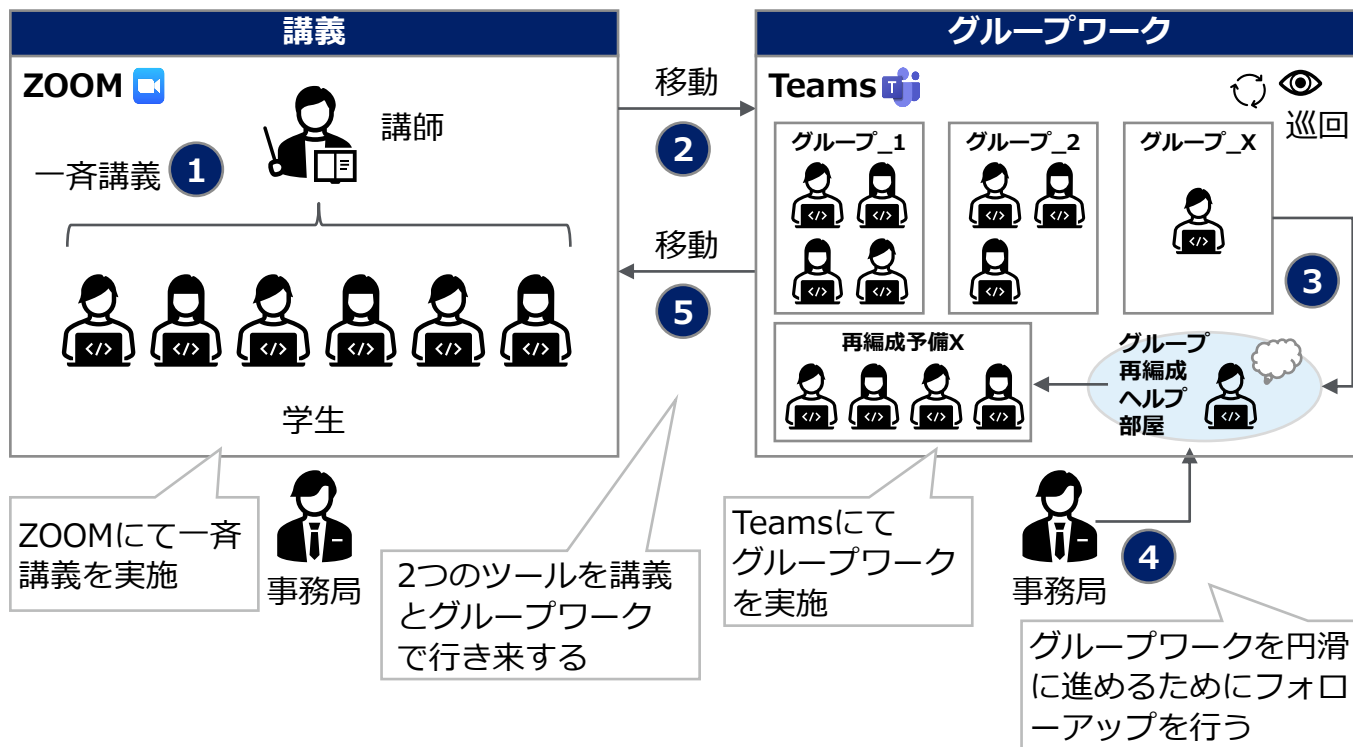 講義
ZOOM
講師
一斉講義
1
学生
移動
2
移動
5
グループワーク
Teams
巡回
グループ_1
グループ_2
グループ_X
3
再編成予備X
グループ
再編成
ヘルプ
部屋
ZOOMにて一斉
講義を実施
事務局
2つのツールを講義
とグループワーク
で行き来する
Teamsにて
グループワーク
を実施
事務局
4
グループワークを円滑
に進めるためにフォロ
ーアップを行う